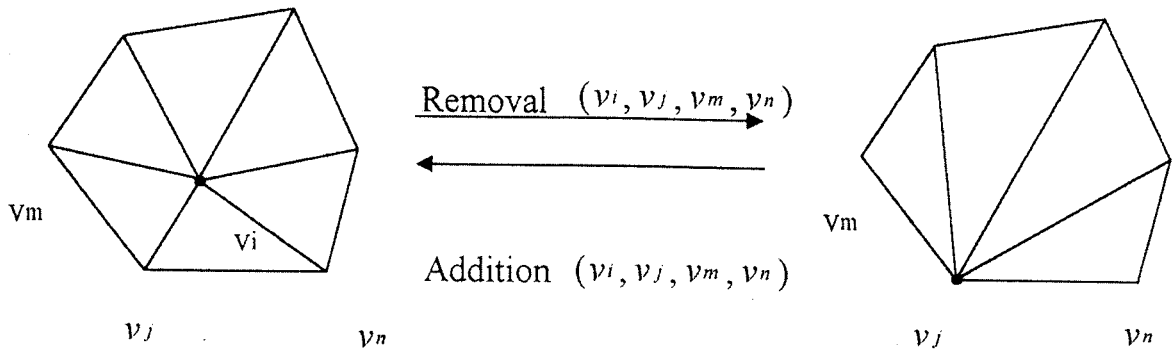 Removal (vi, vj, vm, vn)
Vm
Vi
Vm
Addition (vi, vj, vm, vn)
vj
vn
vj
vn